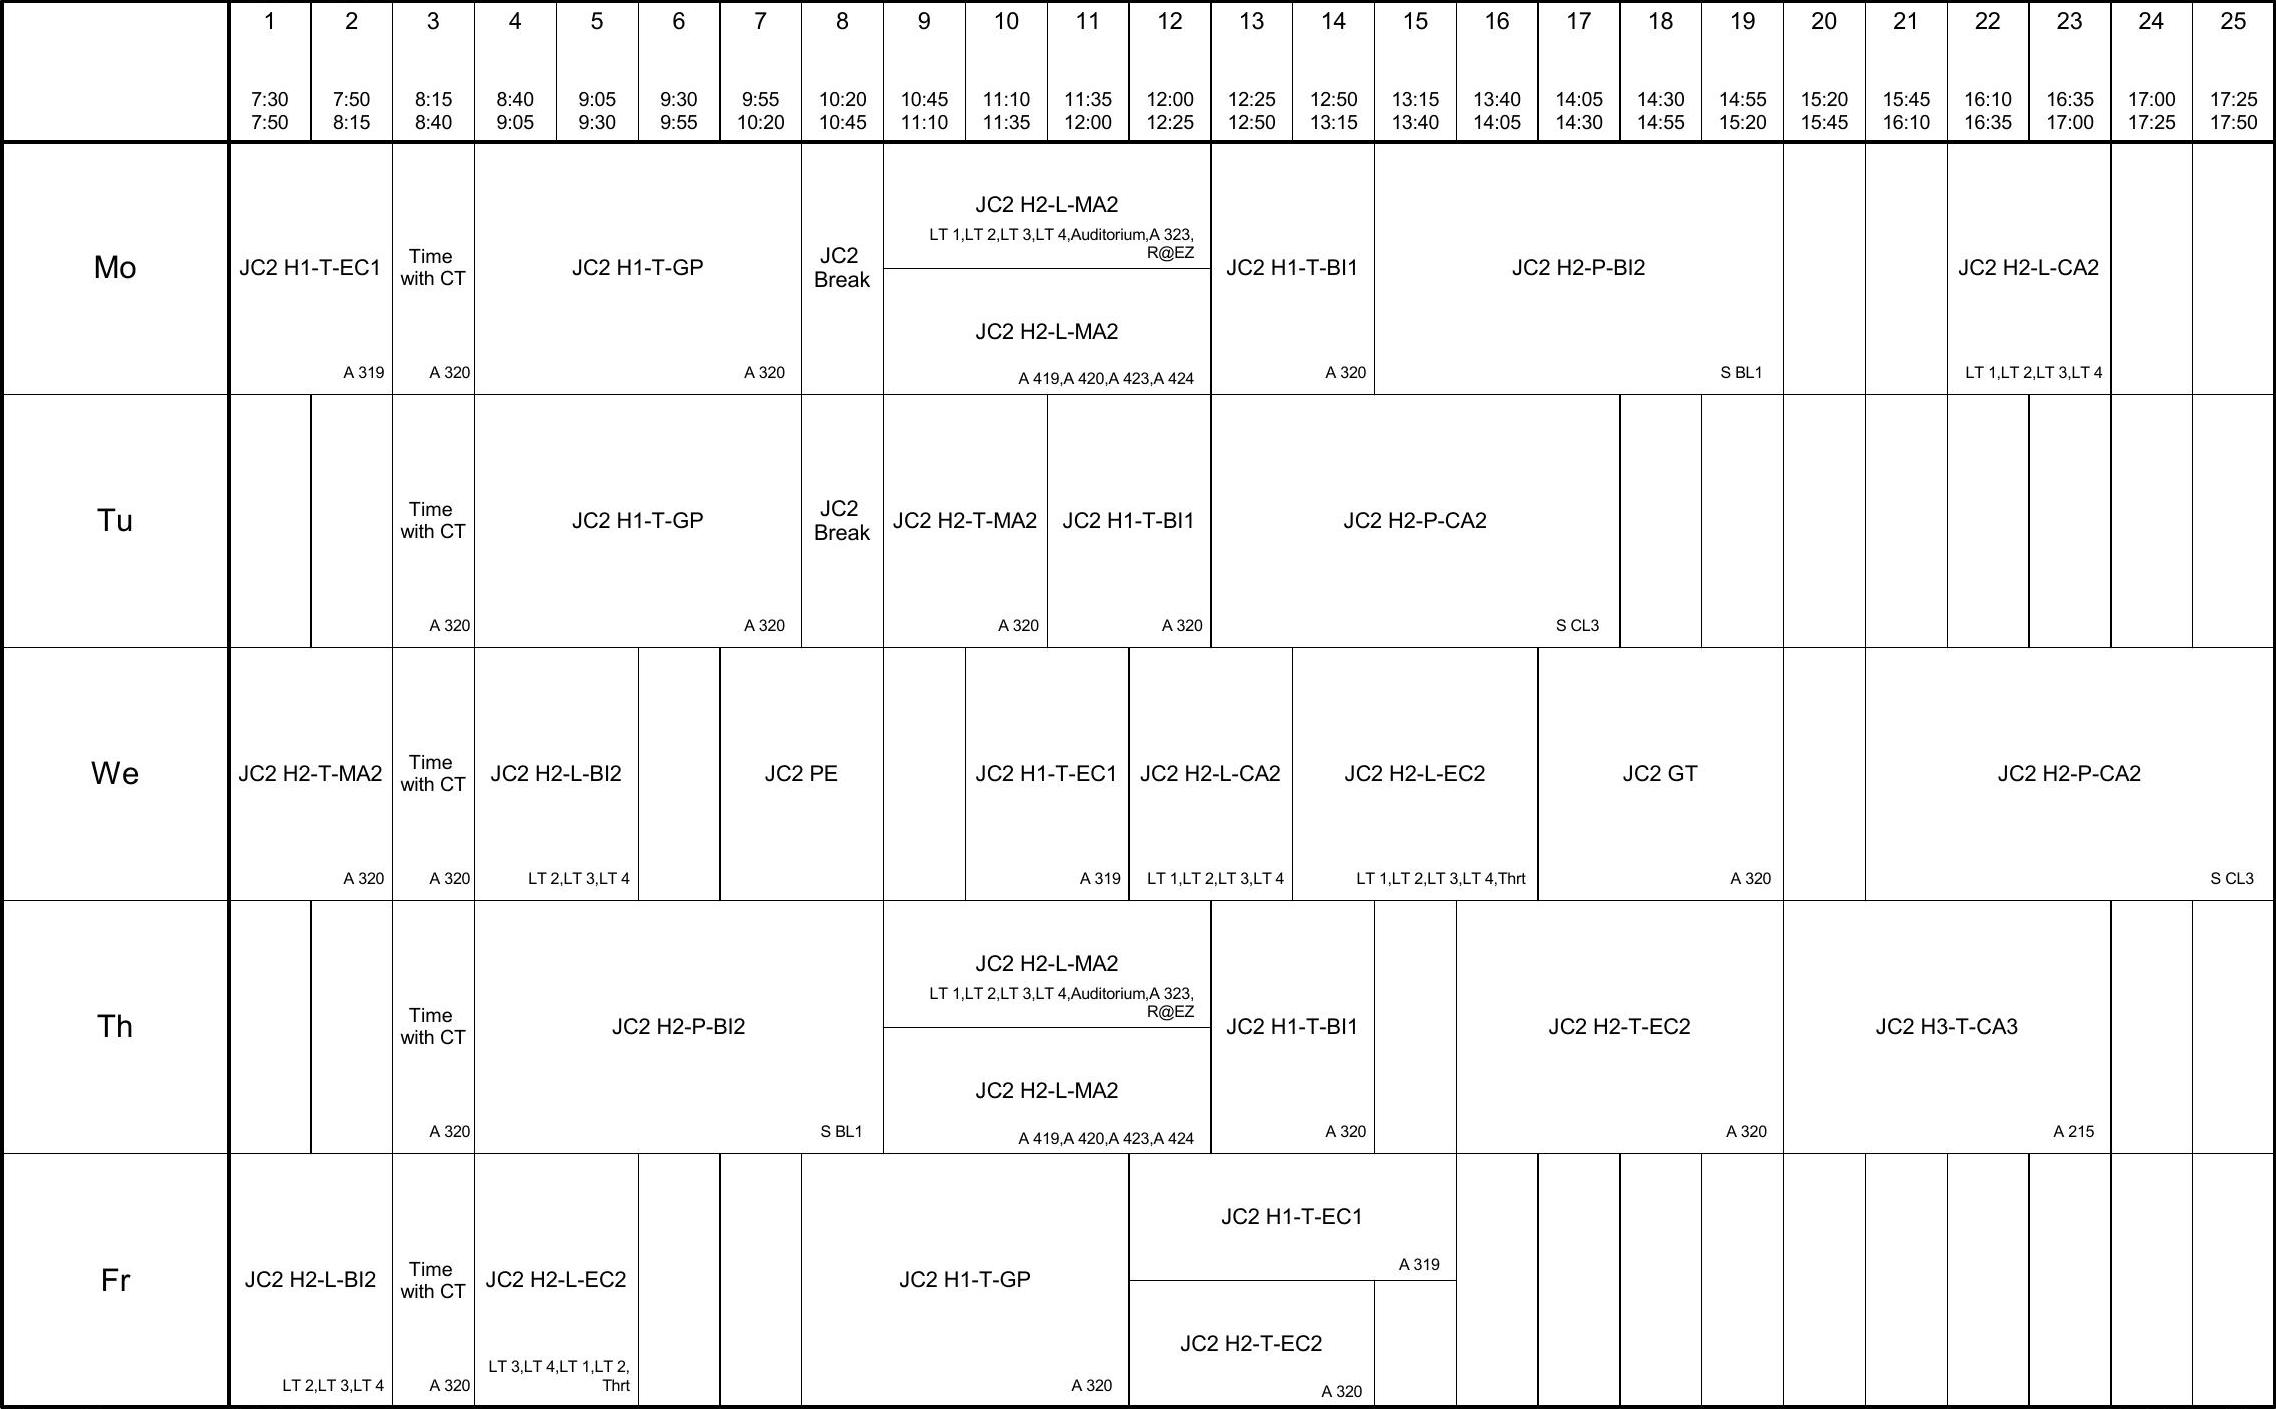 1 2 3 4 5 6 7 8 9 10 11 12 13 14 15 16 17 18 19 20 21 22 23 24 25
7:30 7:50 8:15 8:40 9:05 9:30 9:55 10:20 10:45 11:10 11:35 12:00 12:25 12:50 13:15 13:40 14:05 14:30 14:55 15:20 15:45 16:10 16:35 17:00 17:25
7:50 8:15 8:40 9:05 9:30 9:55 10:20 10:45 11:10 11:35 12:00 12:25 12:50 13:15 13:40 14:05 14:30 14:55 15:20 15:45 16:10 16:35 17:00 17:25 17:50
Mo
JC2 H1-T-EC1
A 319
Time
with CT
A 320
JC2 H1-T-GP
A 320
JC2
Break
JC2 H2-L-MA2
LT 1,LT 2,LT 3,LT 4,Auditorium,A 323,
R@EZ
JC2 H2-L-MA2
A 419,A 420,A 423,A 424
JC2 H1-T-BI1
A 320
JC2 H2-P-BI2
S BL1
JC2 H2-L-CA2
LT 1,LT 2,LT 3,LT 4
Tu
Time
with CT
A 320
JC2 H1-T-GP
A 320
JC2
Break
JC2 H2-T-MA2
A 320
JC2 H1-T-BI1
A 320
JC2 H2-P-CA2
S CL3
We
JC2 H2-T-MA2
A 320
Time
with CT
A 320
JC2 H2-L-BI2
LT 2,LT 3,LT 4
JC2 PE
JC2 H1-T-EC1
A 319
JC2 H2-L-CA2
LT 1,LT 2,LT 3,LT 4
JC2 H2-L-EC2
LT 1,LT 2,LT 3,LT 4,Thrt
JC2 GT
A 320
JC2 H2-P-CA2
S CL3
Th
Time
with CT
A 320
JC2 H2-P-BI2
S BL1
JC2 H2-L-MA2
LT 1,LT 2,LT 3,LT 4,Auditorium,A 323,
R@EZ
JC2 H2-L-MA2
A 419,A 420,A 423,A 424
JC2 H1-T-BI1
A 320
JC2 H2-T-EC2
A 320
JC2 H3-T-CA3
A 215
Fr
JC2 H2-L-BI2
LT 2,LT 3,LT 4
Time
with CT
A 320
JC2 H2-L-EC2
LT 3,LT 4,LT 1,LT 2,
Thrt
JC2 H1-T-GP
A 320
JC2 H1-T-EC1
A 319
JC2 H2-T-EC2
A 320